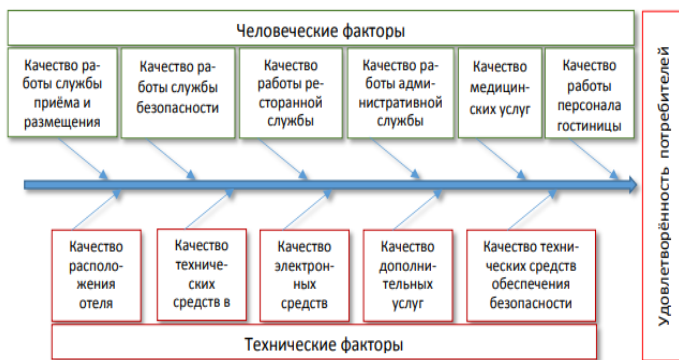 Человеческие факторы
Качество ра-
боты службы
приёма и
размещения
Качество ра-
боты службы
безопасности
Качество
работы ре-
сторанной
службы
Качество ра-
боты адми-
нистративной
службы
Качество
медицин-
ских услуг
Качество
работы
персонала
гостиницы
Удовлетворённость потребителей
Качество
располо-
жения
отеля
Качество
техниче-
ских
средств в
Качество
электрон-
ных
средств
Качество
дополни-
тельных
услуг
Качество техни-
ческих средств
обеспечения
безопасности
Технические факторы